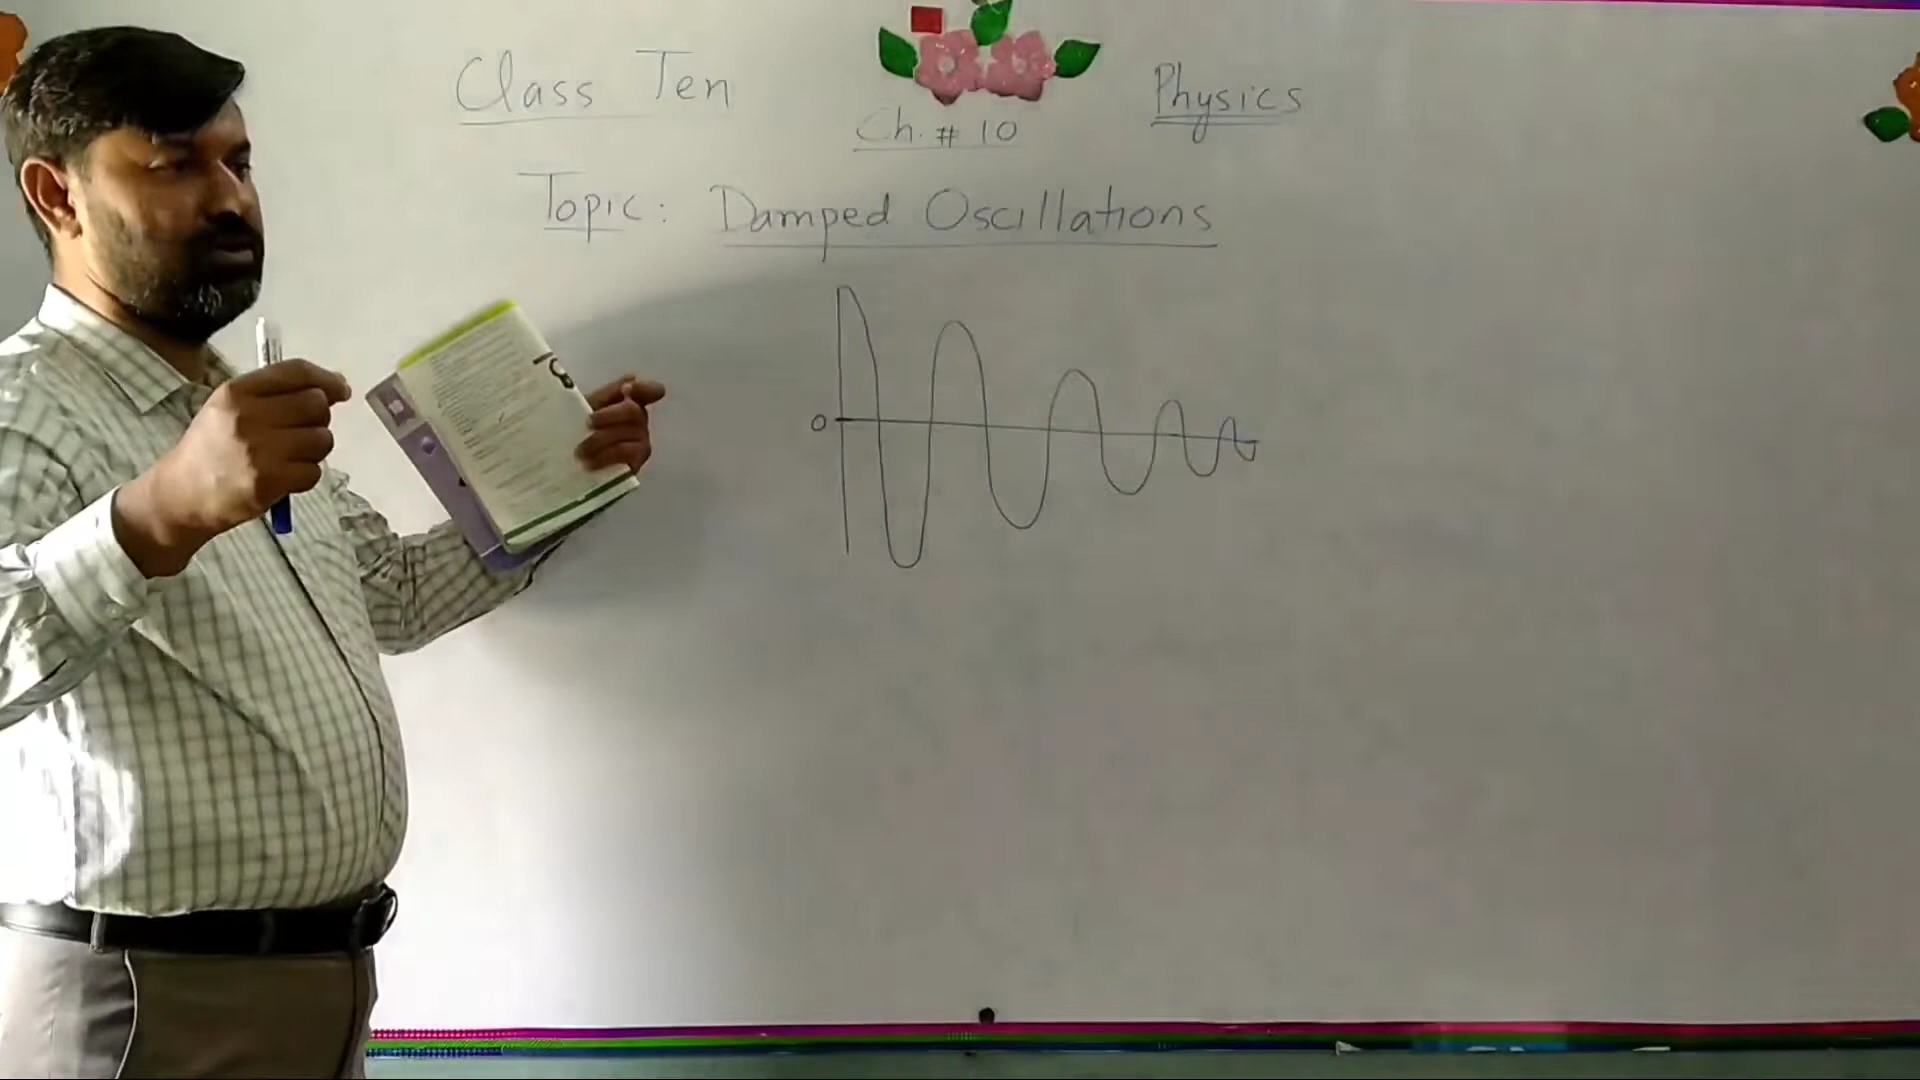 Class Ten
Physics
Ch. # 10
Topic: Damped Oscillations
0